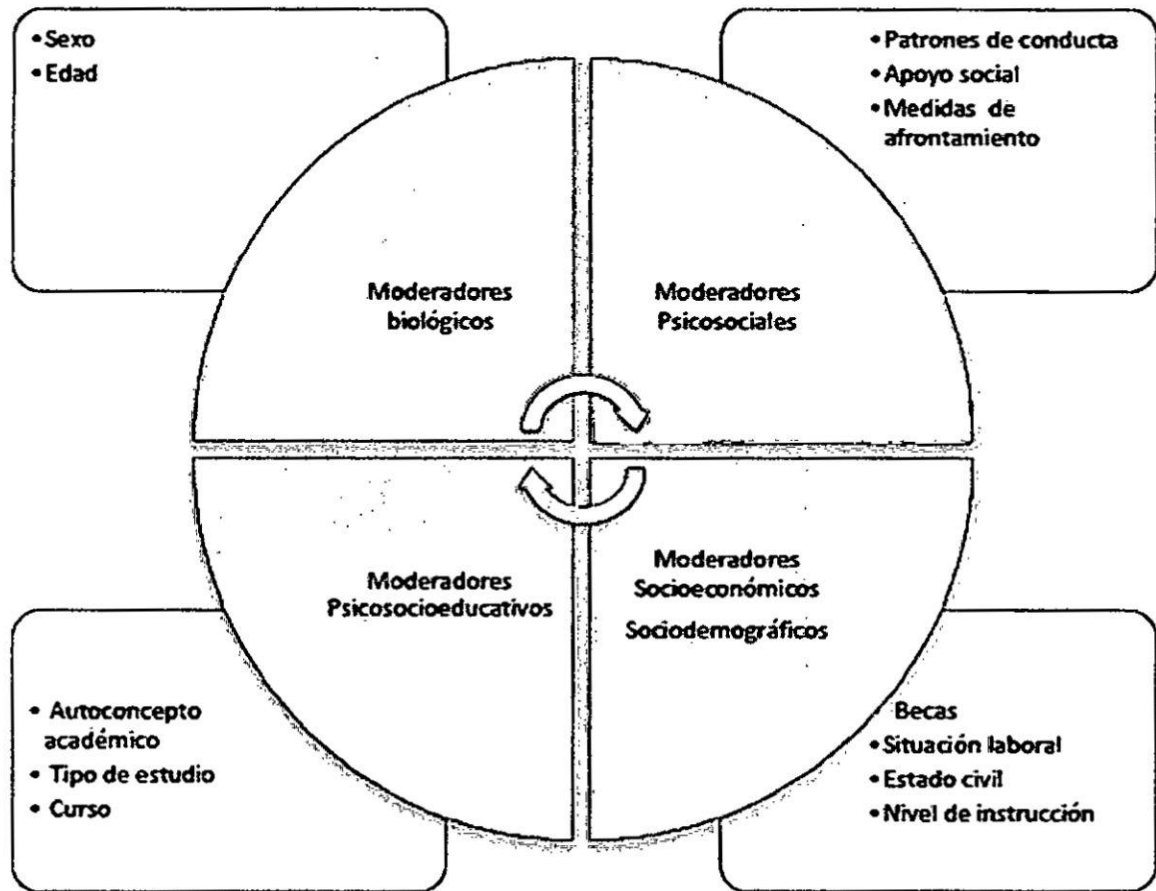 •Sexo
•Edad
•Patrones de conducta
•Apoyo social
•Medidas de
afrontamiento
Moderadores
biológicos
Moderadores
Psicosociales
Moderadores
Psicosocioeducativos
Moderadores
Socioeconómicos
Sociodemográficos
• Autoconcepto
académico
• Tipo de estudio
• Curso
Becas
•Situación laboral
•Estado civil
•Nivel de instrucción